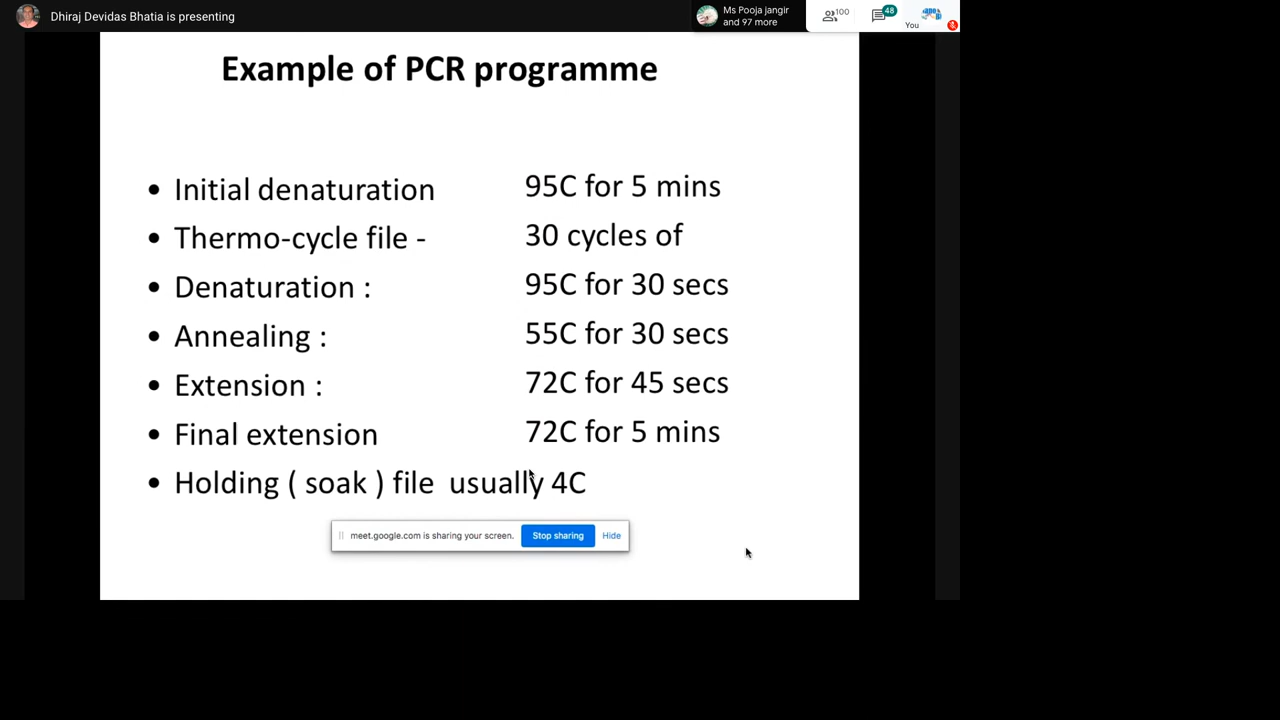 Dhiraj Devidas Bhatia is presenting
Ms Pooja jangir
and 97 more
100
48
You
Example of PCR programme
• Initial denaturation 95C for 5 mins
• Thermo-cycle file - 30 cycles of
• Denaturation : 95C for 30 secs
• Annealing : 55C for 30 secs
• Extension : 72C for 45 secs
• Final extension 72C for 5 mins
• Holding ( soak ) file usually 4C
meet.google.com is sharing your screen. Stop sharing Hide